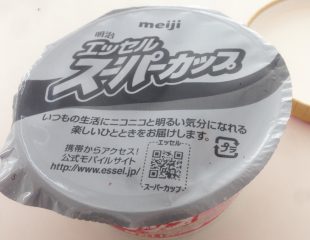 meiji
明治
エッセル
スーパーカップ
いつもの生活にニコニコと明るい気分になれる
楽しいひとときをお届けします。
携帯からアクセス!
公式モバイルサイト
http://www.essel.jp/
エッセル
スーパーカップ
プラ